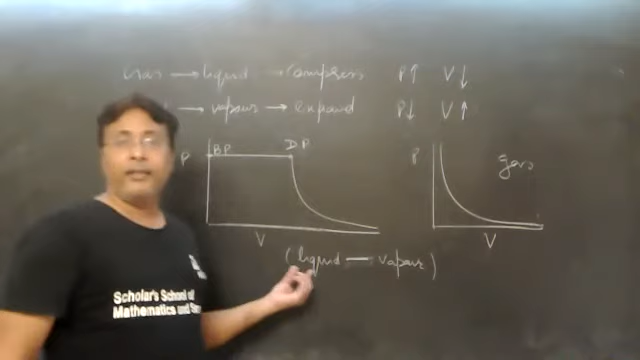 Gas → liquid → compress P↑ V↓
→ vapour → expand P↓ V↑
P BP DP
V
P gas
V
(liquid — vapour)
Scholar's School of
Mathematics and